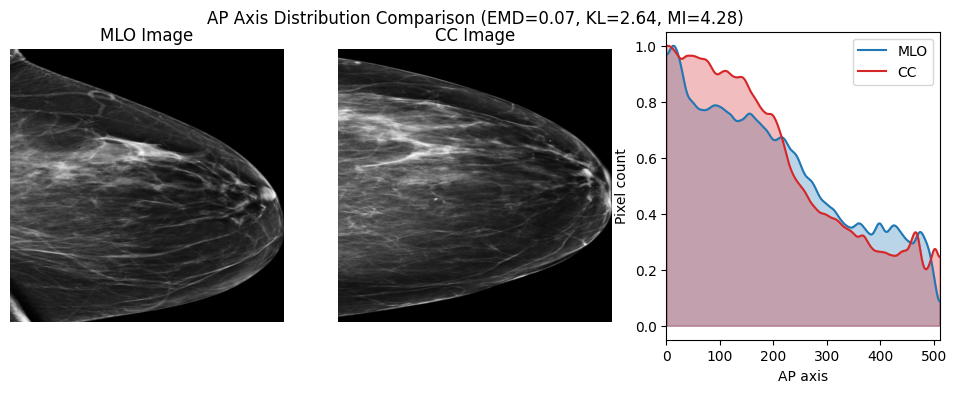 AP Axis Distribution Comparison (EMD=0.07, KL=2.64, MI=4.28)
MLO Image
CC Image
MLO
CC
Pixel count
1.0
0.8
0.6
0.4
0.2
0.0
0 100 200 300 400 500
AP axis